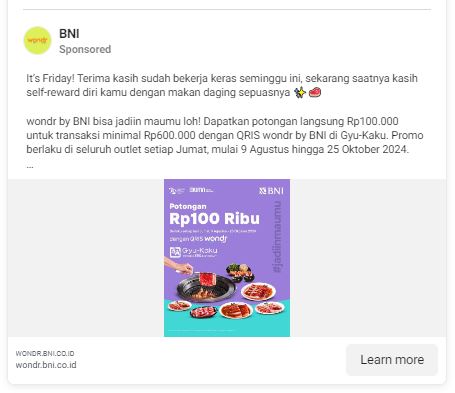 wondr
BNI
Sponsored
It's Friday! Terima kasih sudah bekerja keras seminggu ini, sekarang saatnya kasih
self-reward diri kamu dengan makan daging sepuasnya ✨🥩
wondr by BNI bisa jadiin maumu loh! Dapatkan potongan langsung Rp100.000
untuk transaksi minimal Rp600.000 dengan QRIS wondr by BNI di Gyu-Kaku. Promo
berlaku di seluruh outlet setiap Jumat, mulai 9 Agustus hingga 25 Oktober 2024.
...
BUMN
BNI
Potongan
Rp100 Ribu
dengan QRIS wondr
Gyu-Kaku
#jadiinmaumu
WONDR.BNI.CO.ID
wondr.bni.co.id
Learn more